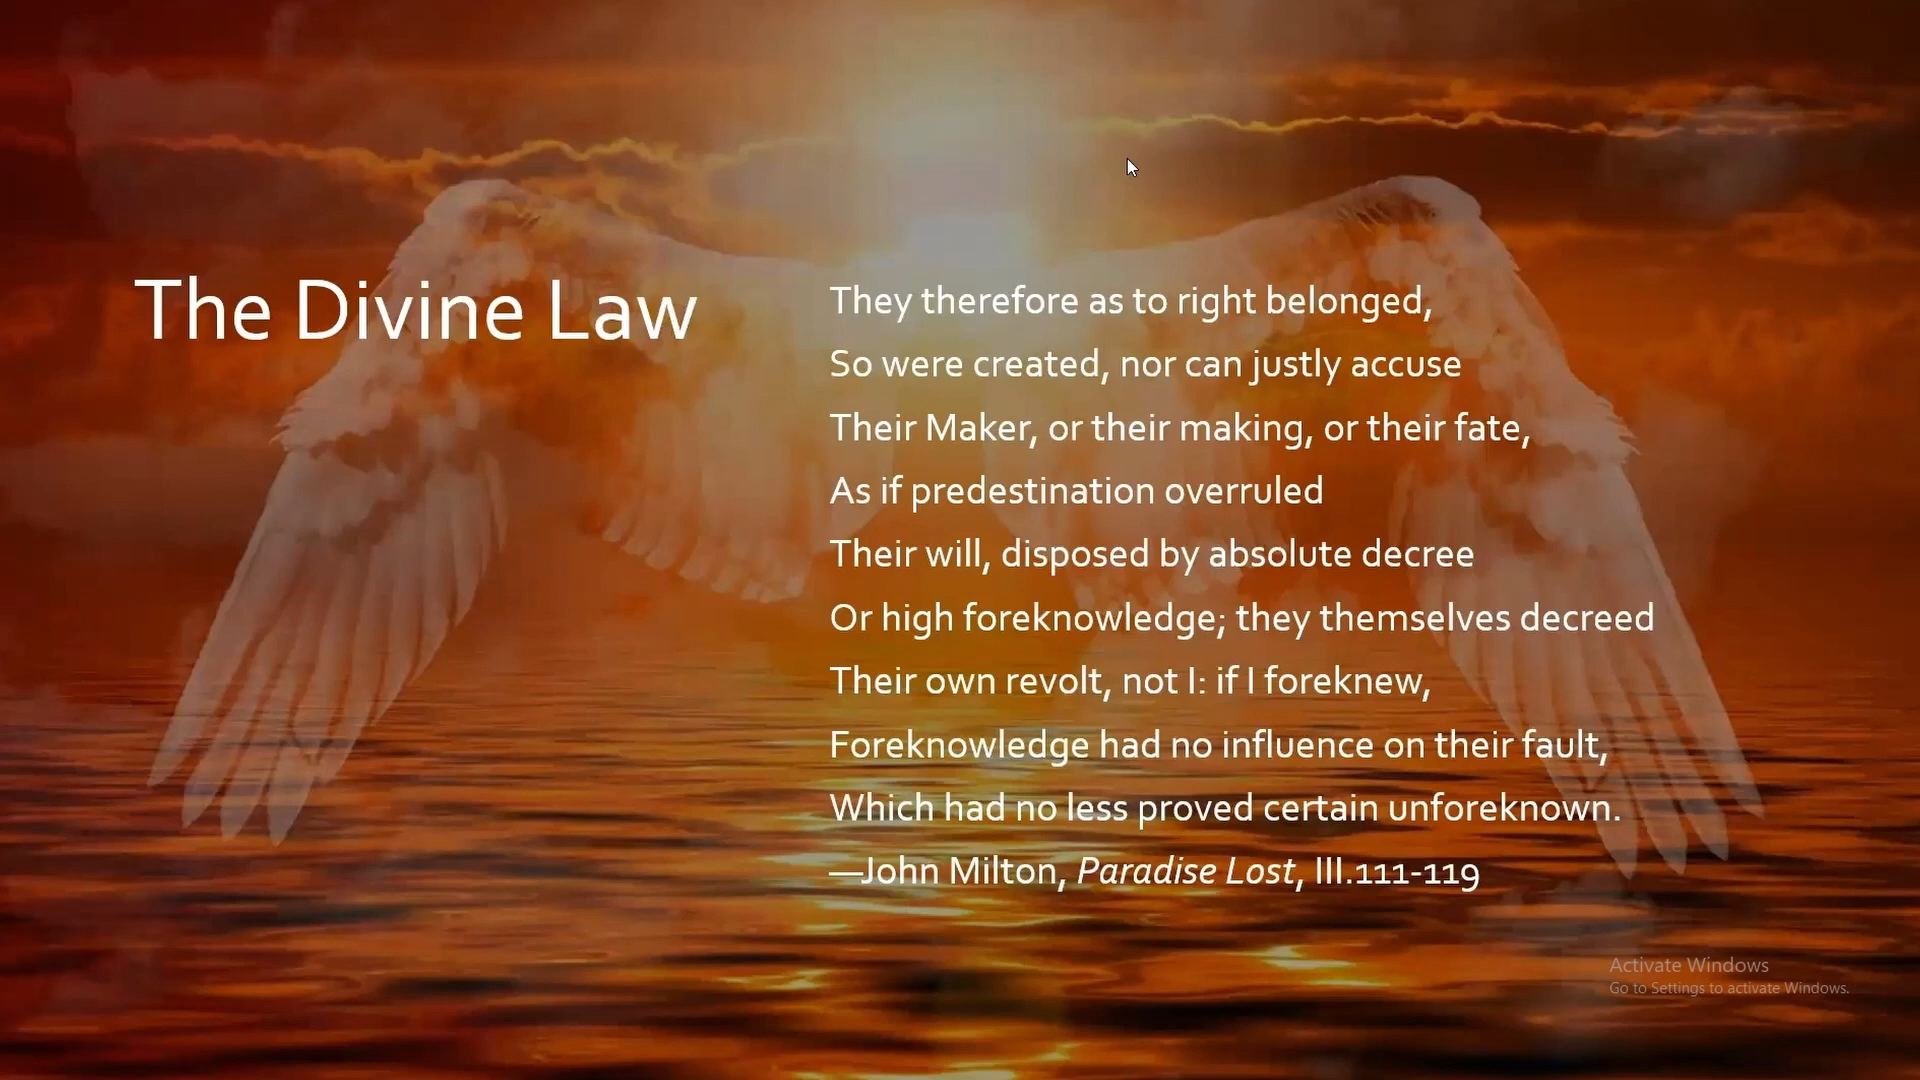 The Divine Law
They therefore as to right belonged,
So were created, nor can justly accuse
Their Maker, or their making, or their fate,
As if predestination overruled
Their will, disposed by absolute decree
Or high foreknowledge; they themselves decreed
Their own revolt, not I: if I foreknew,
Foreknowledge had no influence on their fault,
Which had no less proved certain unforeknown.
—John Milton, Paradise Lost, III.111-119
Activate Windows
Go to Settings to activate Windows.